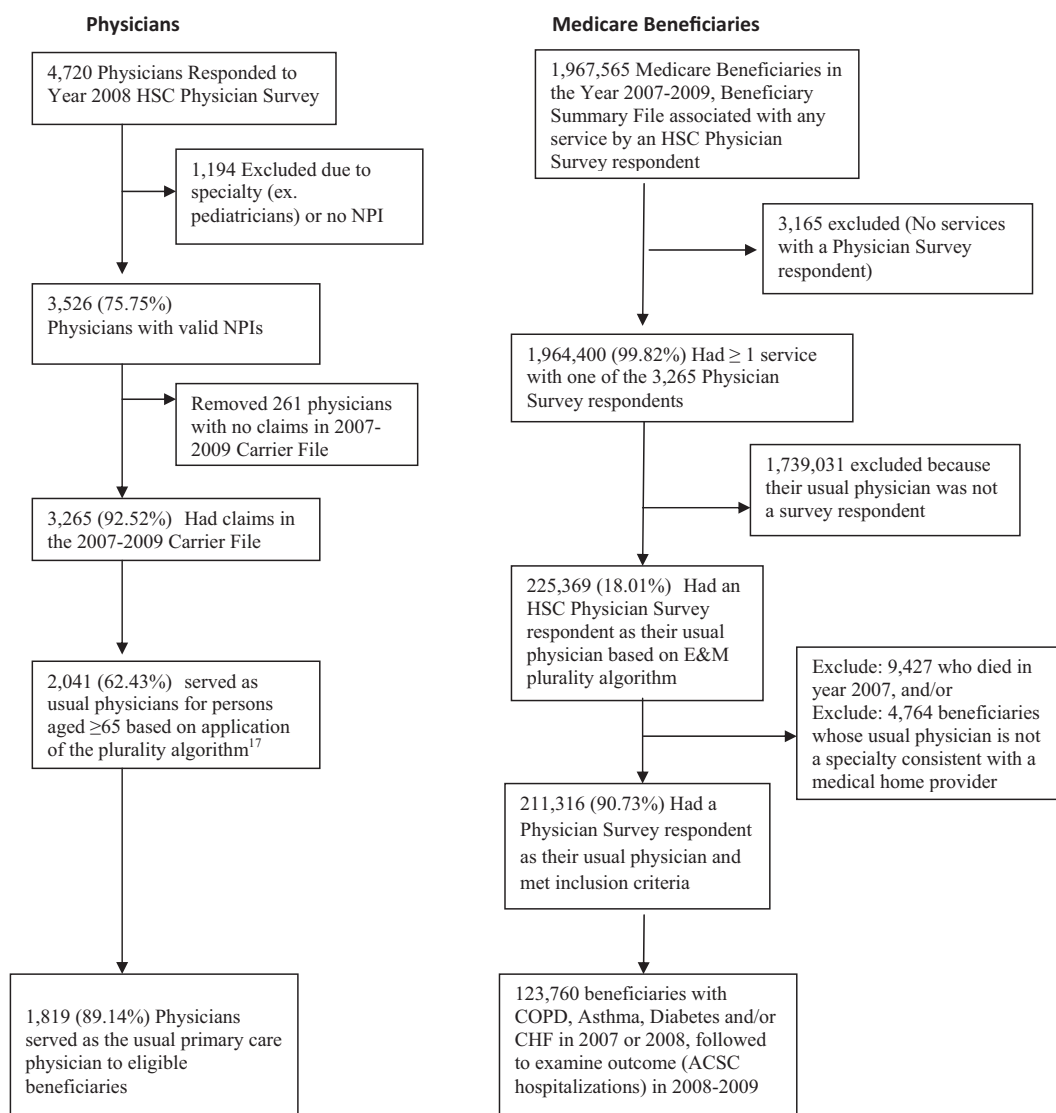 Physicians
4,720 Physicians Responded to
Year 2008 HSC Physician Survey
1,194 Excluded due to
specialty (ex.
pediatricians) or no NPI
3,526 (75.75%)
Physicians with valid NPIs
Removed 261 physicians
with no claims in 2007-
2009 Carrier File
3,265 (92.52%) Had claims in
the 2007-2009 Carrier File
2,041 (62.43%) served as
usual physicians for persons
aged ≥65 based on application
of the plurality algorithm17
1,819 (89.14%) Physicians
served as the usual primary care
physician to eligible
beneficiaries
Medicare Beneficiaries
1,967,565 Medicare Beneficiaries in
the Year 2007-2009, Beneficiary
Summary File associated with any
service by an HSC Physician
Survey respondent
3,165 excluded (No services
with a Physician Survey
respondent)
1,964,400 (99.82%) Had ≥ 1 service
with one of the 3,265 Physician
Survey respondents
1,739,031 excluded because
their usual physician was not
a survey respondent
225,369 (18.01%) Had an
HSC Physician Survey
respondent as their usual
physician based on E&M
plurality algorithm
Exclude: 9,427 who died in
year 2007, and/or
Exclude: 4,764 beneficiaries
whose usual physician is not
a specialty consistent with a
medical home provider
211,316 (90.73%) Had a
Physician Survey respondent
as their usual physician and
met inclusion criteria
123,760 beneficiaries with
COPD, Asthma, Diabetes and/or
CHF in 2007 or 2008, followed
to examine outcome (ACSC
hospitalizations) in 2008-2009